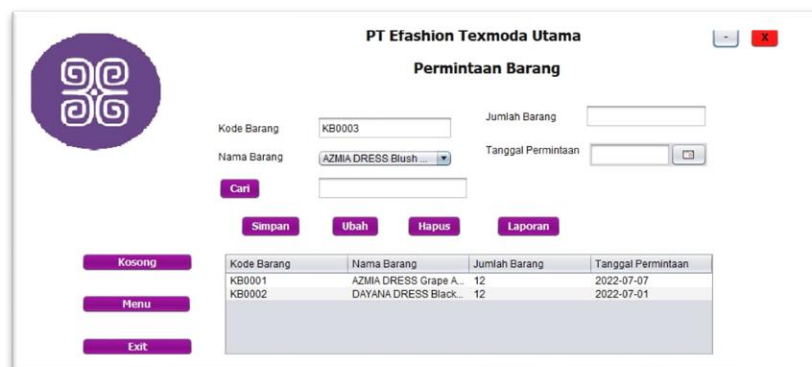 PT Efashion Texmoda Utama
- X
Permintaan Barang
Kode Barang KB0003 Jumlah Barang
Nama Barang AZMIA DRESS Blush ... Tanggal Permintaan
Cari
Simpan Ubah Hapus Laporan
Kosong
Menu
Exit
Kode Barang Nama Barang Jumlah Barang Tanggal Permintaan
KB0001 AZMIA DRESS Grape A... 12 2022-07-07
KB0002 DAYANA DRESS Black... 12 2022-07-01